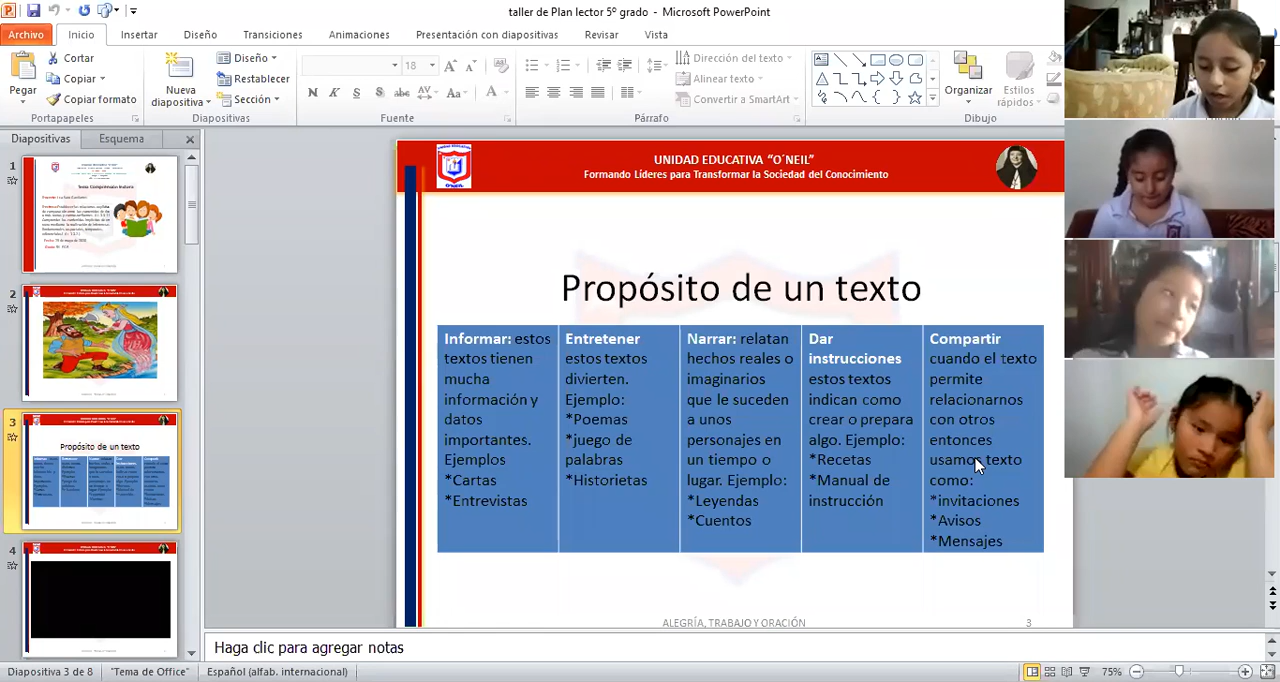 taller de Plan lector 5º grado - Microsoft PowerPoint
Archivo Inicio Insertar Diseño Transiciones Animaciones Presentación con diapositivas Revisar Vista
Pegar
Cortar
Copiar
Copiar formato
Portapapeles
Nueva
diapositiva
Diseño
Restablecer
Sección
Diapositivas
18
Fuente
Párrafo
Dirección del texto
Alinear texto
Convertir a SmartArt
Organizar
Estilos
rápidos
Dibujo
Diapositivas Esquema
1
2
3
Propósito de un texto
4
UNIDAD EDUCATIVA “O´NEIL”
Formando Líderes para Transformar la Sociedad del Conocimiento
Propósito de un texto
Informar: estos
textos tienen
mucha
información y
datos
importantes.
Ejemplos
*Cartas
*Entrevistas
Entretener
estos textos
divierten.
Ejemplo:
*Poemas
*juego de
palabras
*Historietas
Narrar: relatan
hechos reales o
imaginarios
que le suceden
a unos
personajes en
un tiempo o
lugar. Ejemplo:
*Leyendas
*Cuentos
Dar
instrucciones
estos textos
indican como
crear o prepara
algo. Ejemplo:
*Recetas
*Manual de
instrucción
Compartir
cuando el texto
permite
relacionarnos
con otros
entonces
usamos texto
como:
*invitaciones
*Avisos
*Mensajes
ALEGRÍA, TRABAJO Y ORACIÓN 3
Haga clic para agregar notas
Diapositiva 3 de 8 "Tema de Office" Español (alfab. internacional) 75%